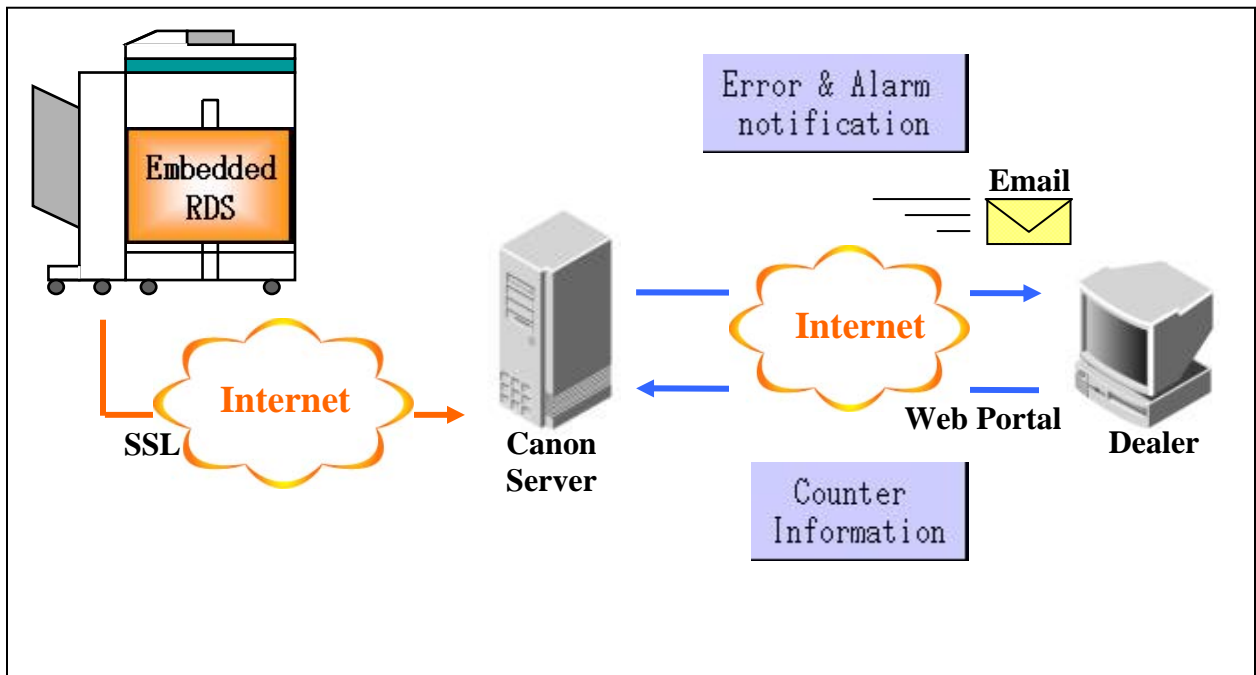 Embedded
RDS
Error & Alarm
notification
Email
Internet
SSL
Canon
Server
Internet
Web Portal
Dealer
Counter
Information